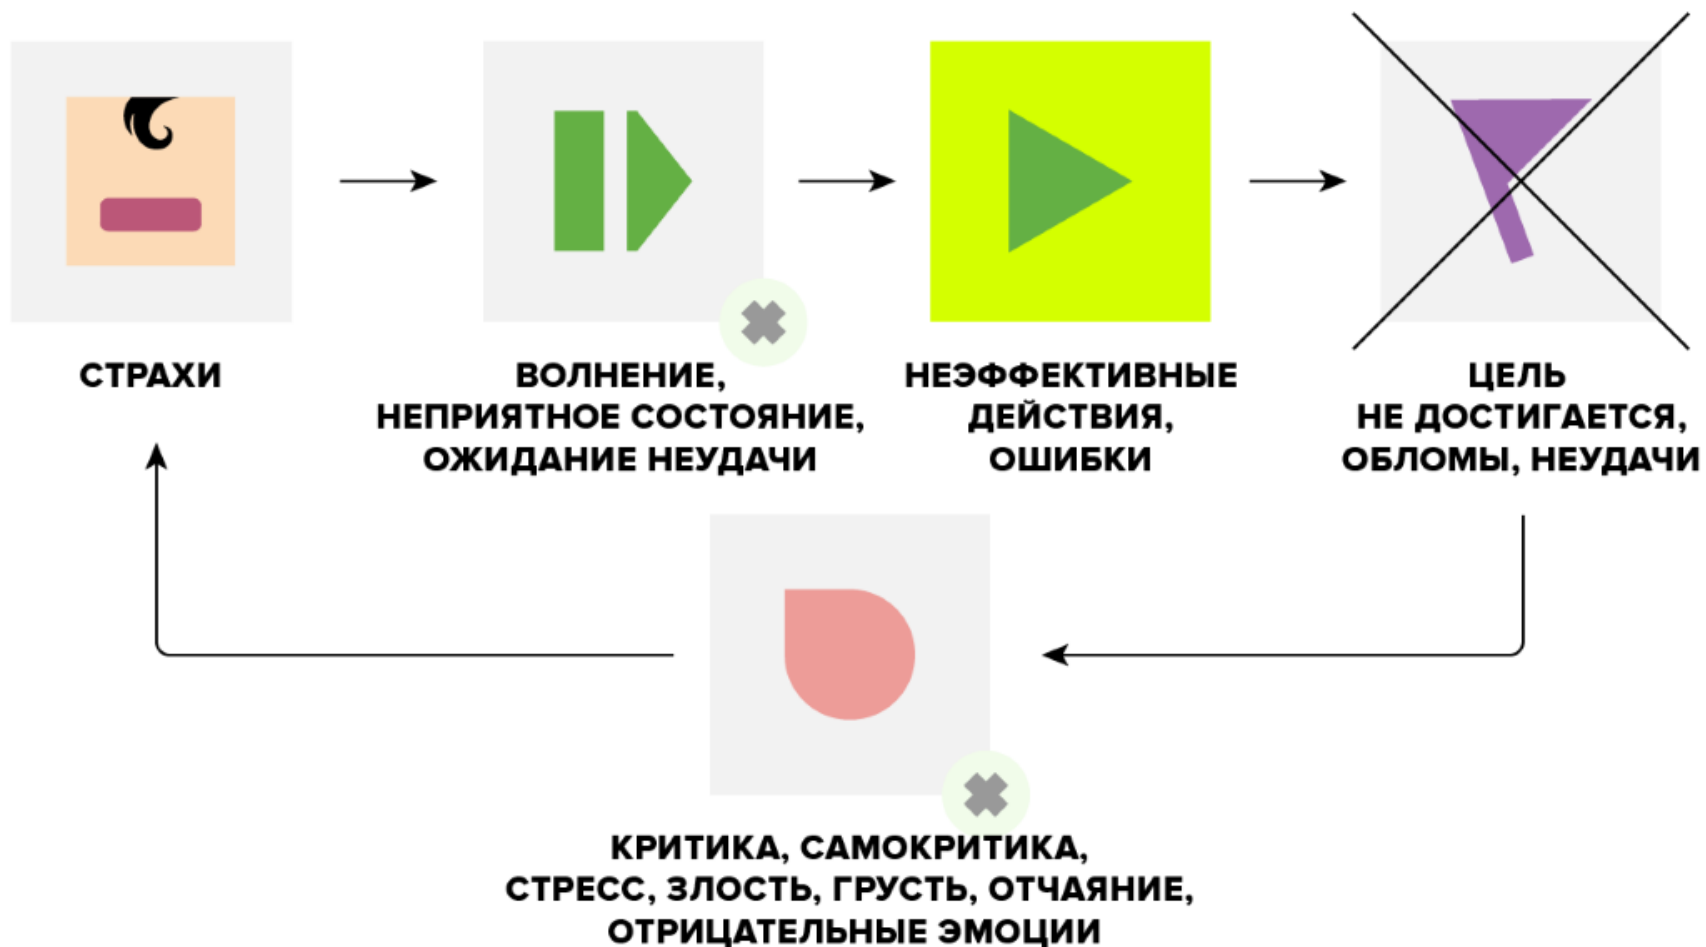 СТРАХИ
ВОЛНЕНИЕ,
НЕПРИЯТНОЕ СОСТОЯНИЕ,
ОЖИДАНИЕ НЕУДАЧИ
НЕЭФФЕКТИВНЫЕ
ДЕЙСТВИЯ,
ОШИБКИ
ЦЕЛЬ
НЕ ДОСТИГАЕТСЯ,
ОБЛОМЫ, НЕУДАЧИ
КРИТИКА, САМОКРИТИКА,
СТРЕСС, ЗЛОСТЬ, ГРУСТЬ, ОТЧАЯНИЕ,
ОТРИЦАТЕЛЬНЫЕ ЭМОЦИИ